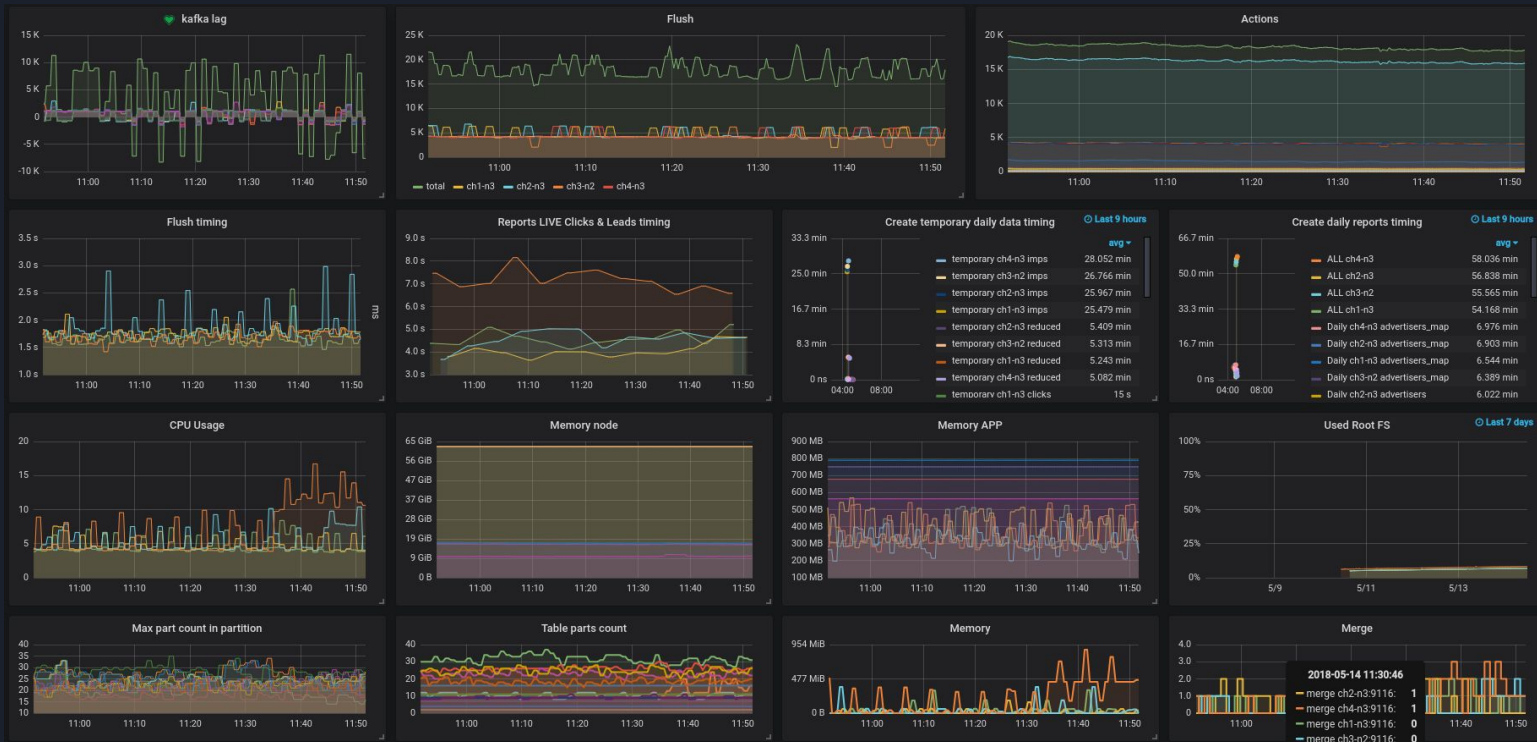 kafka lag
15 K
10 K
5 K
0
-5 K
-10 K
11:00 11:10 11:20 11:30 11:40 11:50
Flush
25 K
20 K
15 K
10 K
5 K
0
11:00 11:10 11:20 11:30 11:40 11:50
total ch1-n3 ch2-n3 ch3-n2 ch4-n3
Actions
20 K
15 K
10 K
5 K
0
11:00 11:10 11:20 11:30 11:40 11:50
Flush timing
3.5 s
3.0 s
2.5 s
2.0 s
1.5 s
1.0 s
ms
11:00 11:10 11:20 11:30 11:40 11:50
Reports LIVE Clicks & Leads timing
9.0 s
8.0 s
7.0 s
6.0 s
5.0 s
4.0 s
3.0 s
11:00 11:10 11:20 11:30 11:40 11:50
Create temporary daily data timing
Last 9 hours
33.3 min
25.0 min
16.7 min
8.3 min
0 ns
04:00 08:00
avg
temporary ch4-n3 imps 28.052 min
temporary ch3-n2 imps 26.766 min
temporary ch2-n3 imps 25.967 min
temporary ch1-n3 imps 25.479 min
temporary ch2-n3 reduced 5.409 min
temporary ch3-n2 reduced 5.313 min
temporary ch1-n3 reduced 5.243 min
temporary ch4-n3 reduced 5.082 min
temporary ch1-n3 clicks 15 s
Create daily reports timing
Last 9 hours
66.7 min
50.0 min
33.3 min
16.7 min
0 ns
04:00 08:00
avg
ALL ch4-n3 58.036 min
ALL ch2-n3 56.838 min
ALL ch3-n2 55.565 min
ALL ch1-n3 54.168 min
Daily ch4-n3 advertisers_map 6.976 min
Daily ch2-n3 advertisers_map 6.903 min
Daily ch1-n3 advertisers_map 6.544 min
Daily ch3-n2 advertisers_map 6.389 min
Daily ch2-n3 advertisers 6.022 min
CPU Usage
20
15
10
5
0
11:00 11:10 11:20 11:30 11:40 11:50
Memory node
65 GiB
56 GiB
47 GiB
37 GiB
28 GiB
19 GiB
9 GiB
0 B
11:00 11:10 11:20 11:30 11:40 11:50
Memory APP
900 MB
800 MB
700 MB
600 MB
500 MB
400 MB
300 MB
200 MB
100 MB
11:00 11:10 11:20 11:30 11:40 11:50
Used Root FS
Last 7 days
100%
75%
50%
25%
0%
5/9 5/11 5/13
Max part count in partition
40
35
30
25
20
15
10
11:00 11:10 11:20 11:30 11:40 11:50
Table parts count
40
30
20
10
0
11:00 11:10 11:20 11:30 11:40 11:50
Memory
954 MiB
477 MiB
0 B
11:00 11:10 11:20 11:30 11:40 11:50
Merge
4.0
3.0
2.0
1.0
0
11:00 11:40 11:50
2018-05-14 11:30:46
merge ch2-n3:9116: 1
merge ch4-n3:9116: 1
merge ch1-n3:9116: 0
merge ch3-n2:9116: 0